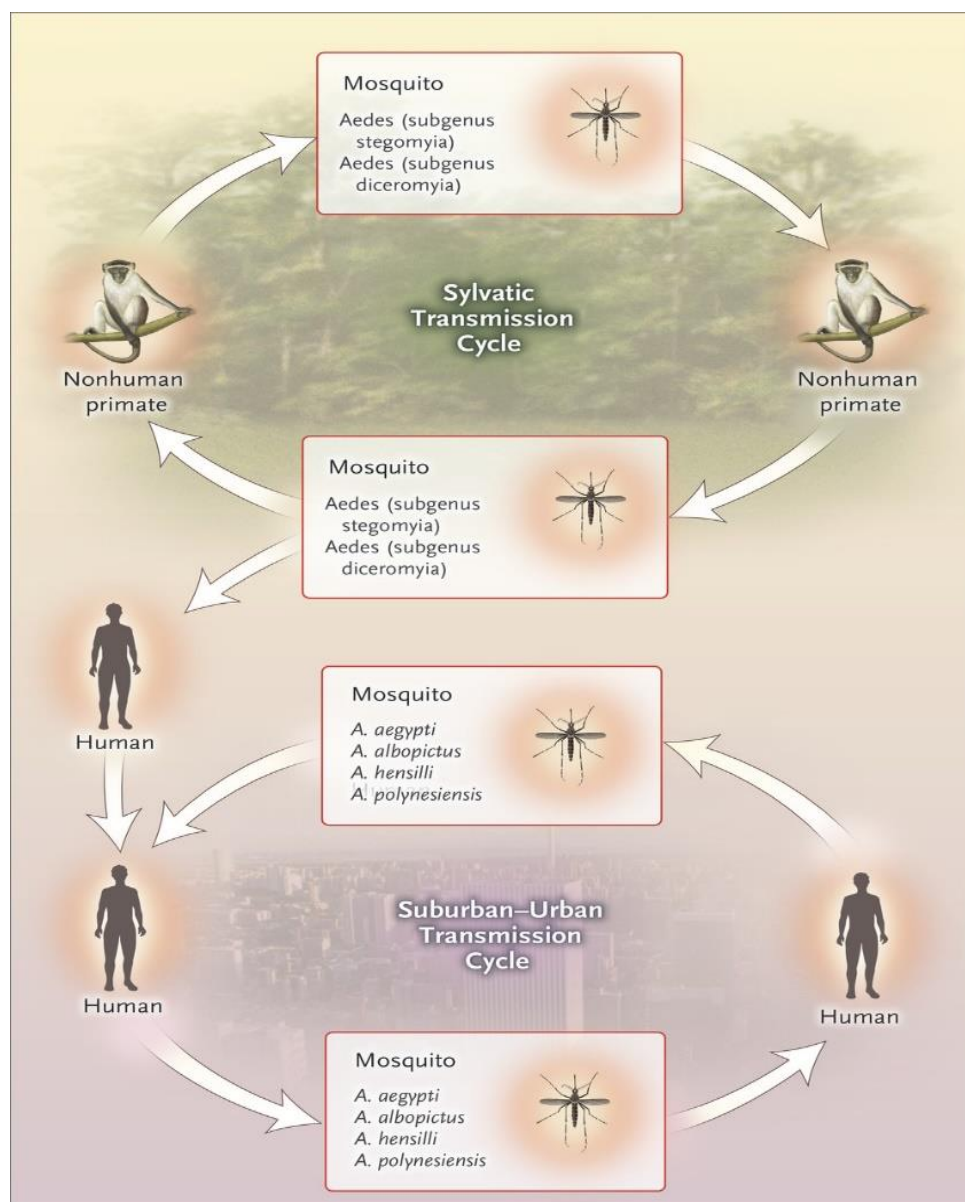 Mosquito
Aedes (subgenus
stegomyia)
Aedes (subgenus
diceromyia)
Sylvatic
Transmission
Cycle
Nonhuman
primate
Nonhuman
primate
Mosquito
Aedes (subgenus
stegomyia)
Aedes (subgenus
diceromyia)
Human
Mosquito
A. aegypti
A. albopictus
A. hensilli
A. polynesiensis
Human
Suburban–Urban
Transmission
Cycle
Human
Human
Mosquito
A. aegypti
A. albopictus
A. hensilli
A. polynesiensis